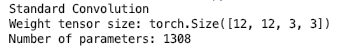 Standard Convolution
Weight tensor size: torch.Size([12, 12, 3, 3])
Number of parameters: 1308